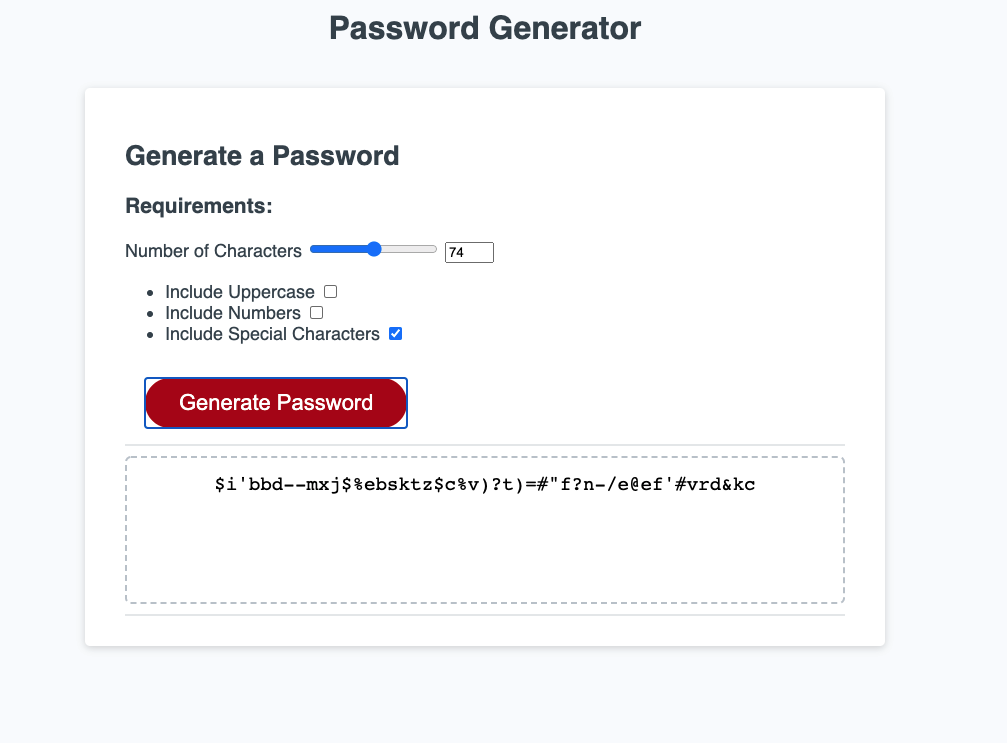 Password Generator
Generate a Password
Requirements:
Number of Characters 74
Include Uppercase
Include Numbers
Include Special Characters
Generate Password
$i'bbd--mxj$%ebsktz$c%v)?t)=#"f?n-/e@ef'#vrd&kc